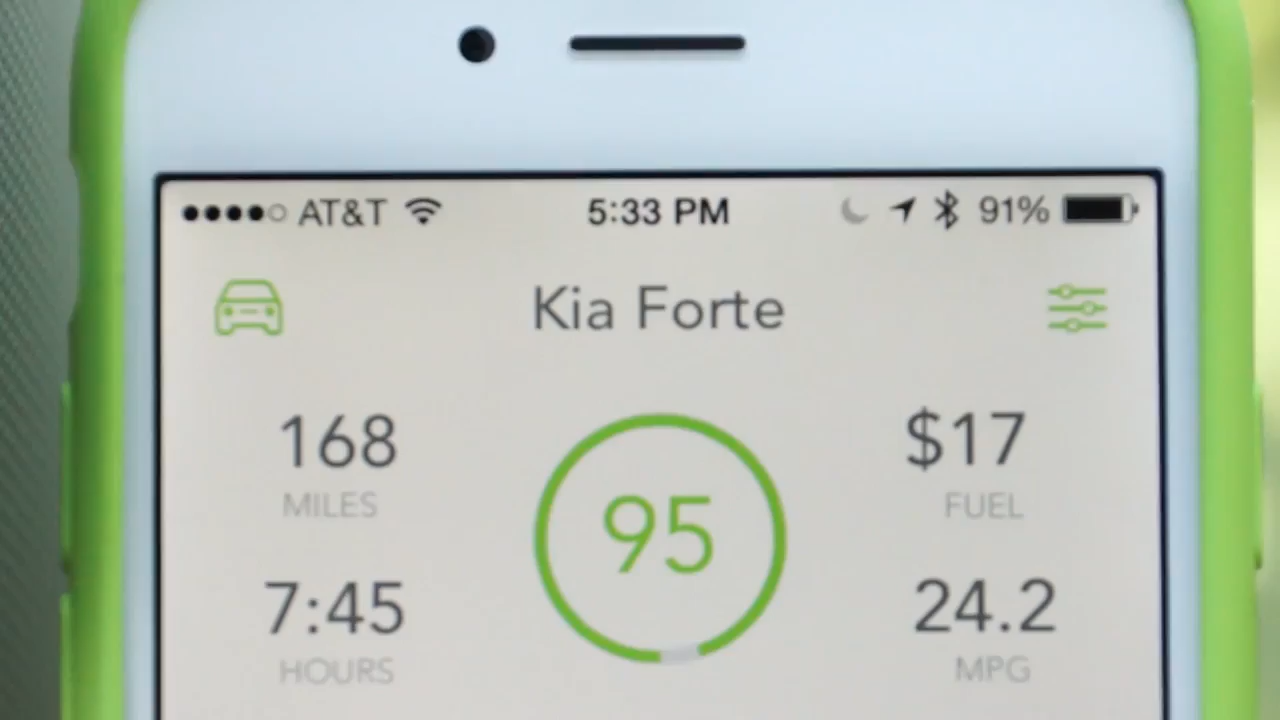 AT&T 5:33 PM 91%
Kia Forte
168
MILES
95
$17
FUEL
7:45
HOURS
24.2
MPG